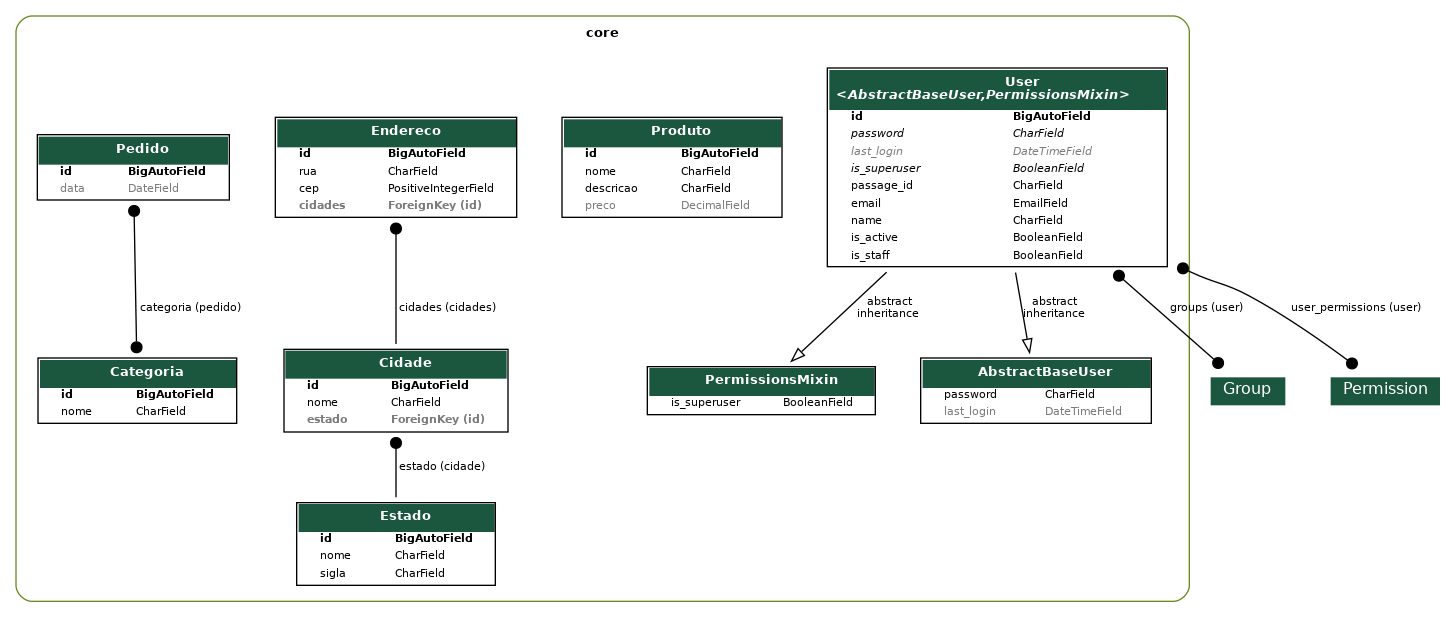 core
Pedido
id BigAutoField
data DateField
categoria (pedido)
Categoria
id BigAutoField
nome CharField
Endereco
id BigAutoField
rua CharField
cep PositiveIntegerField
cidades ForeignKey (id)
cidades (cidades)
Cidade
id BigAutoField
nome CharField
estado ForeignKey (id)
estado (cidade)
Estado
id BigAutoField
nome CharField
sigla CharField
Produto
id BigAutoField
nome CharField
descricao CharField
preco DecimalField
User
<AbstractBaseUser,PermissionsMixin>
id BigAutoField
password CharField
last_login DateTimeField
is_superuser BooleanField
passage_id CharField
email EmailField
name CharField
is_active BooleanField
is_staff BooleanField
abstract
inheritance
abstract
inheritance
groups (user)
user_permissions (user)
PermissionsMixin
is_superuser BooleanField
AbstractBaseUser
password CharField
last_login DateTimeField
Group
Permission